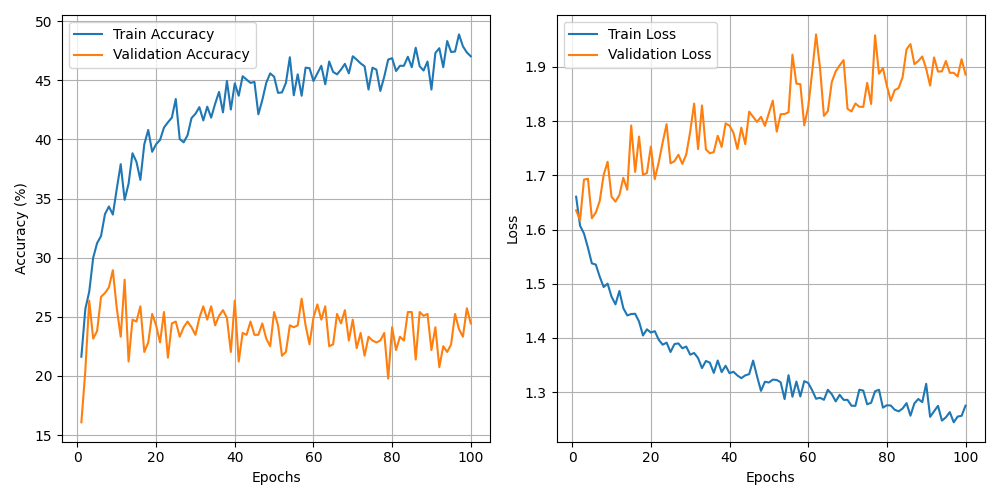 Train Accuracy
Validation Accuracy
50
45
40
35
30
25
20
15
Accuracy (%)
0 20 40 60 80 100
Epochs
Train Loss
Validation Loss
1.9
1.8
1.7
1.6
1.5
1.4
1.3
Loss
0 20 40 60 80 100
Epochs